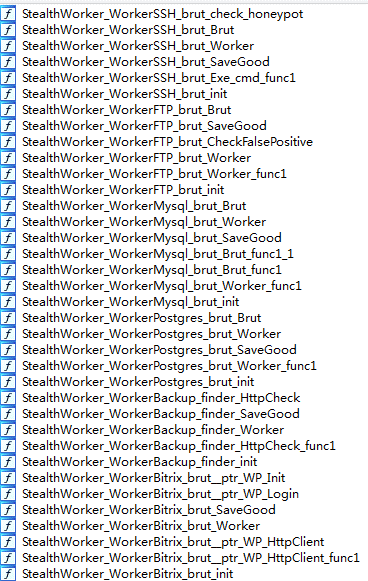 StealthWorker_WorkerSSH_brut_check_honeypot
StealthWorker_WorkerSSH_brut_Brut
StealthWorker_WorkerSSH_brut_Worker
StealthWorker_WorkerSSH_brut_SaveGood
StealthWorker_WorkerSSH_brut_Exe_cmd_func1
StealthWorker_WorkerSSH_brut_init
StealthWorker_WorkerFTP_brut_Brut
StealthWorker_WorkerFTP_brut_SaveGood
StealthWorker_WorkerFTP_brut_CheckFalsePositive
StealthWorker_WorkerFTP_brut_Worker
StealthWorker_WorkerFTP_brut_Worker_func1
StealthWorker_WorkerFTP_brut_init
StealthWorker_WorkerMysql_brut_Brut
StealthWorker_WorkerMysql_brut_Worker
StealthWorker_WorkerMysql_brut_SaveGood
StealthWorker_WorkerMysql_brut_Brut_func1_1
StealthWorker_WorkerMysql_brut_Brut_func1
StealthWorker_WorkerMysql_brut_Worker_func1
StealthWorker_WorkerMysql_brut_init
StealthWorker_WorkerPostgres_brut_Brut
StealthWorker_WorkerPostgres_brut_Worker
StealthWorker_WorkerPostgres_brut_SaveGood
StealthWorker_WorkerPostgres_brut_Worker_func1
StealthWorker_WorkerPostgres_brut_init
StealthWorker_WorkerBackup_finder_HttpCheck
StealthWorker_WorkerBackup_finder_SaveGood
StealthWorker_WorkerBackup_finder_Worker
StealthWorker_WorkerBackup_finder_HttpCheck_func1
StealthWorker_WorkerBackup_finder_init
StealthWorker_WorkerBitrix_brut__ptr_WP_Init
StealthWorker_WorkerBitrix_brut__ptr_WP_Login
StealthWorker_WorkerBitrix_brut_SaveGood
StealthWorker_WorkerBitrix_brut_Worker
StealthWorker_WorkerBitrix_brut__ptr_WP_HttpClient
StealthWorker_WorkerBitrix_brut__ptr_WP_HttpClient_func1
StealthWorker_WorkerBitrix_brut_init